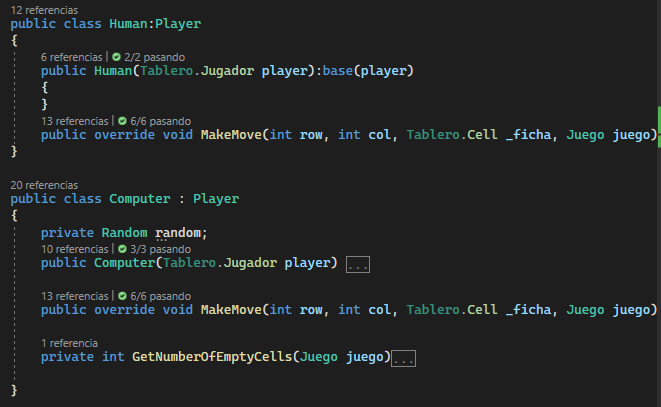 12 referencias
public class Human:Player
{
6 referencias | 2/2 pasando
public Human(Tablero.Jugador player):base(player)
{
}
13 referencias | 6/6 pasando
public override void MakeMove(int row, int col, Tablero.Cell _ficha, Juego juego)
}
20 referencias
public class Computer : Player
{
private Random random;
10 referencias | 3/3 pasando
public Computer(Tablero.Jugador player) ...
13 referencias | 6/6 pasando
public override void MakeMove(int row, int col, Tablero.Cell _ficha, Juego juego)
1 referencia
private int GetNumberOfEmptyCells(Juego juego)...
}